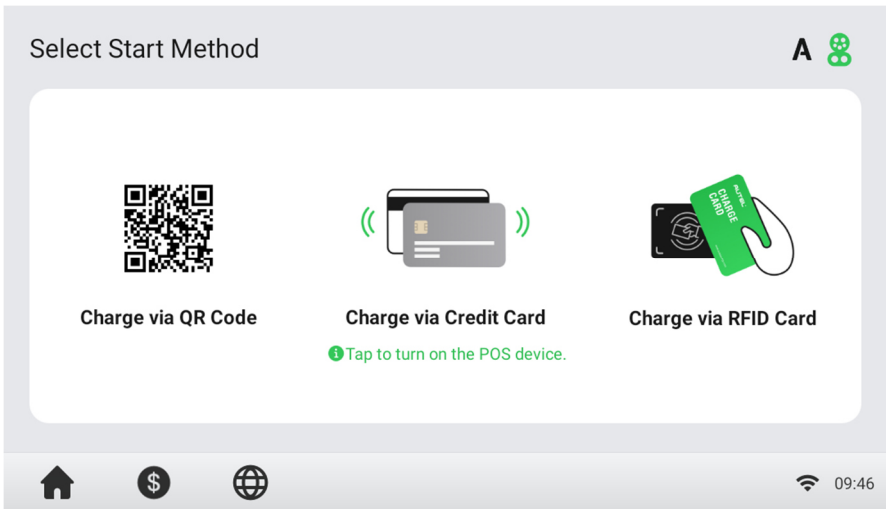 Select Start Method
A
AUTEL
CHARGE
CARD
Charge via QR Code
Charge via Credit Card
Charge via RFID Card
Tap to turn on the POS device.
$
09:46